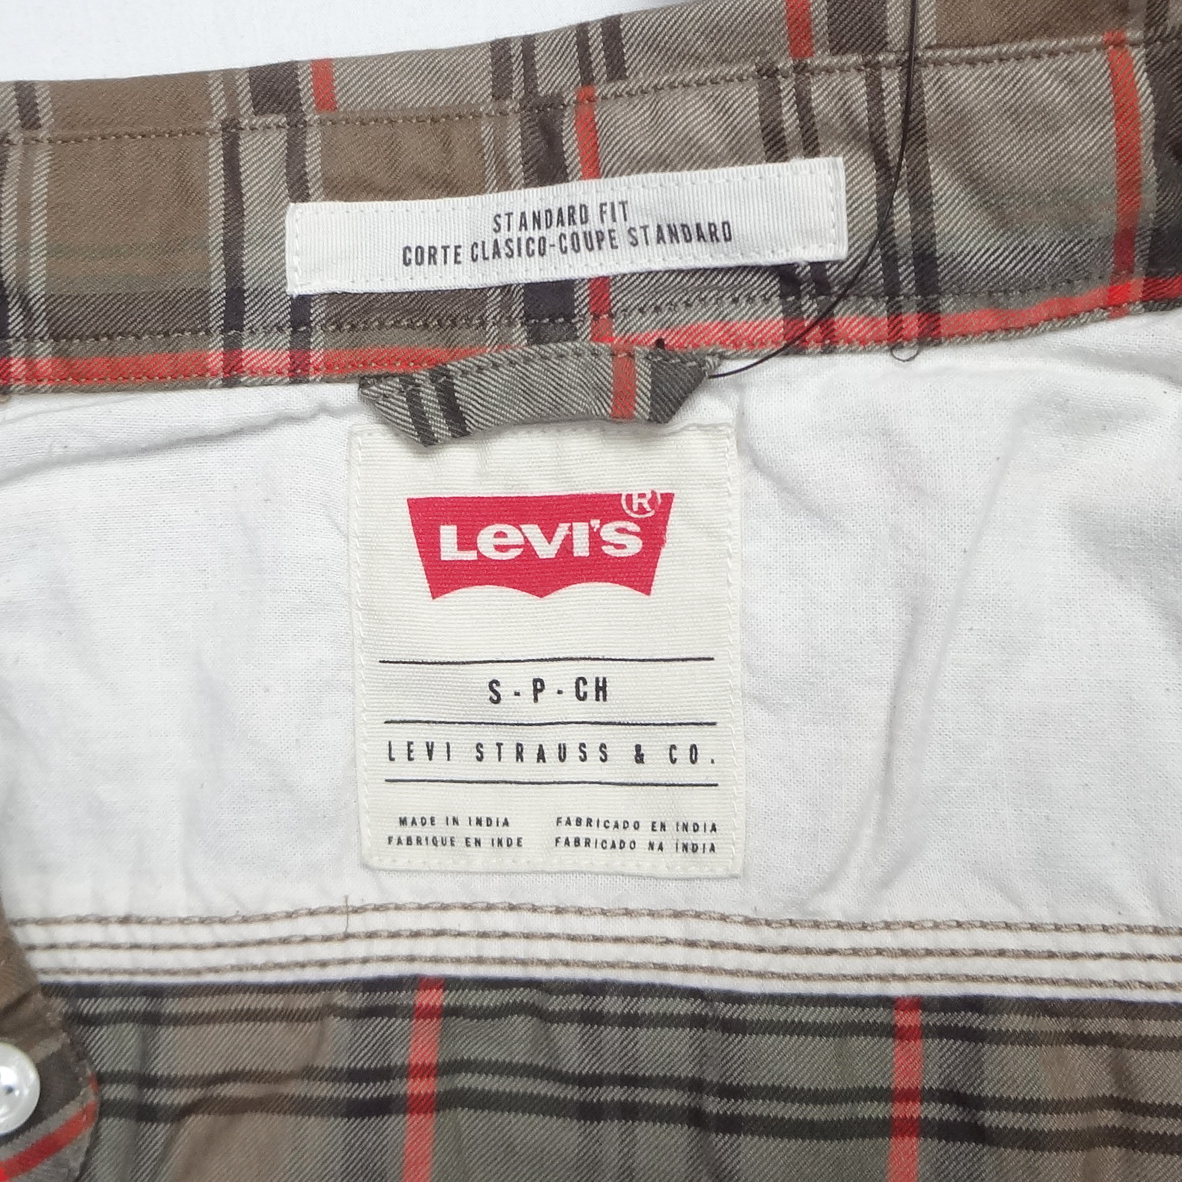 STANDARD FIT
CORTE CLASICO-COUPE STANDARD
LEVI'S®
S - P - CH
LEVI STRAUSS & CO.
MADE IN INDIA
FABRIQUE EN INDE
FABRICADO EN INDIA
FABRICADO NA ÍNDIA